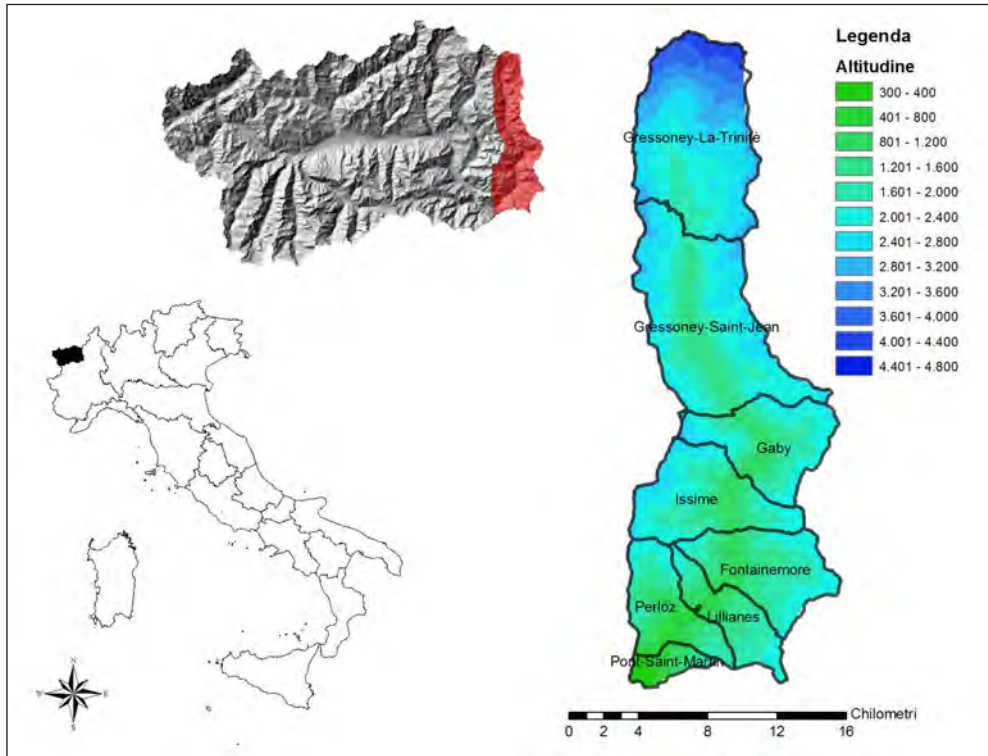 Legenda
Altitudine
300 - 400
401 - 800
801 - 1.200
1.201 - 1.600
1.601 - 2.000
2.001 - 2.400
2.401 - 2.800
2.801 - 3.200
3.201 - 3.600
3.601 - 4.000
4.001 - 4.400
4.401 - 4.800
Gressoney-La-Trinité
Gressoney-Saint-Jean
Gaby
Issime
Fontainemore
Perloz
Lillianes
Pont-Saint-Martin
N
W
E
S
Chilometri
0 2 4 8 12 16